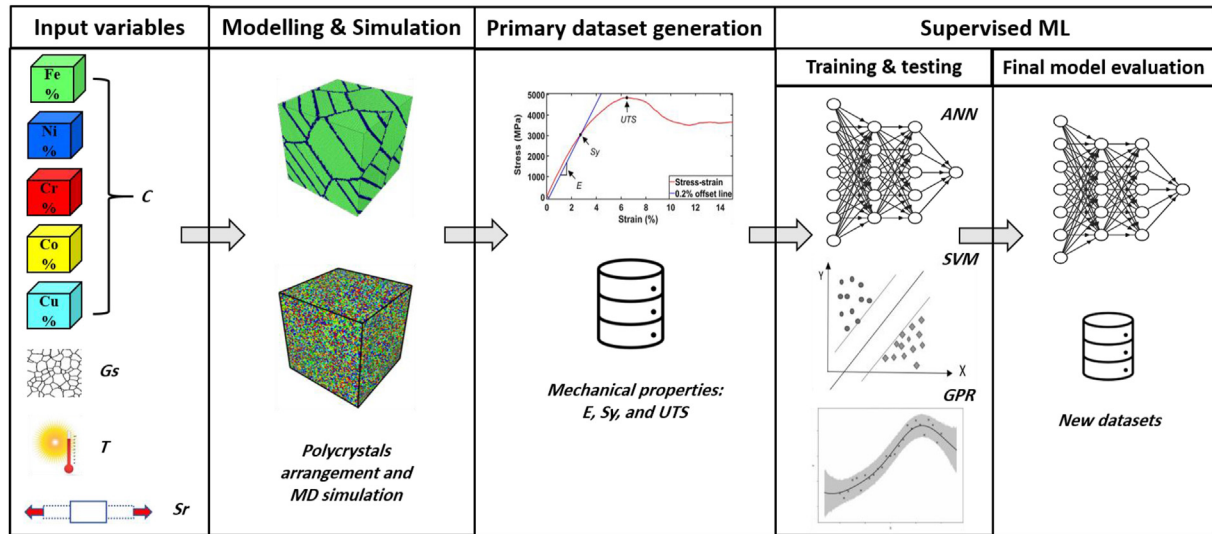 Input variables
Modelling & Simulation
Primary dataset generation
Supervised ML
Training & testing
Final model evaluation
Fe
%
Ni
%
Cr
%
Co
%
Cu
%
C
Gs
T
Sr
Polycrystals
arrangement and
MD simulation
5000
4000
3000
2000
1000
0
Stress (MPa)
UTS
Sy
E
Stress-strain
0.2% offset line
0 2 4 6 8 10 12 14
Strain (%)
Mechanical properties:
E, Sy, and UTS
ANN
SVM
Y
X
GPR
New datasets